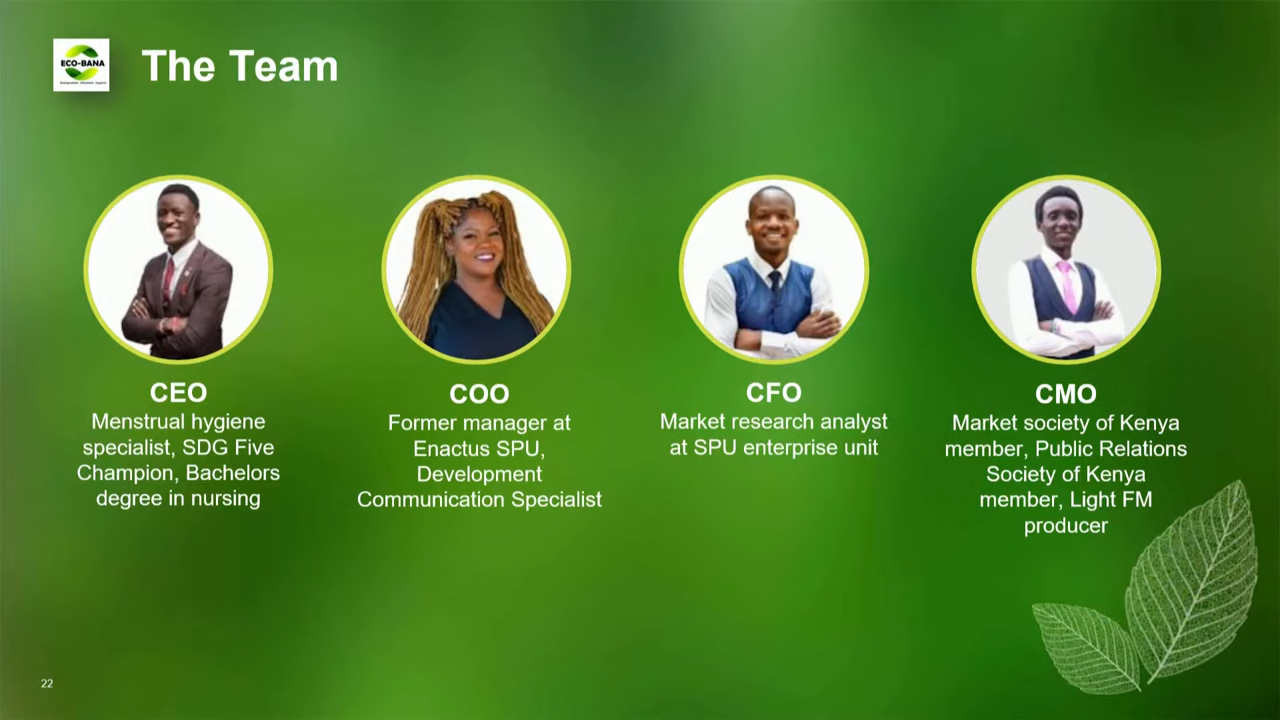 ECO-BANA
The Team
CEO
Menstrual hygiene
specialist, SDG Five
Champion, Bachelors
degree in nursing
COO
Former manager at
Enactus SPU,
Development
Communication Specialist
CFO
Market research analyst
at SPU enterprise unit
CMO
Market society of Kenya
member, Public Relations
Society of Kenya
member, Light FM
producer
22